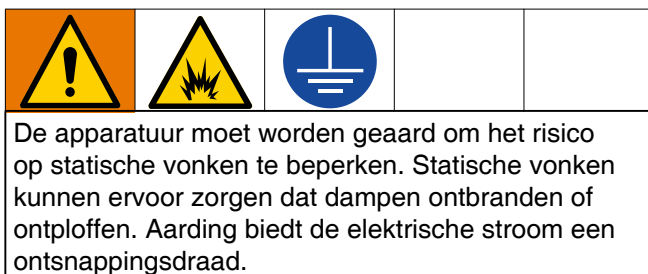 De apparatuur moet worden geaard om het risico
op statische vonken te beperken. Statische vonken
kunnen ervoor zorgen dat dampen ontbranden of
ontploffen. Aarding biedt de elektrische stroom een
ontsnappingsdraad.